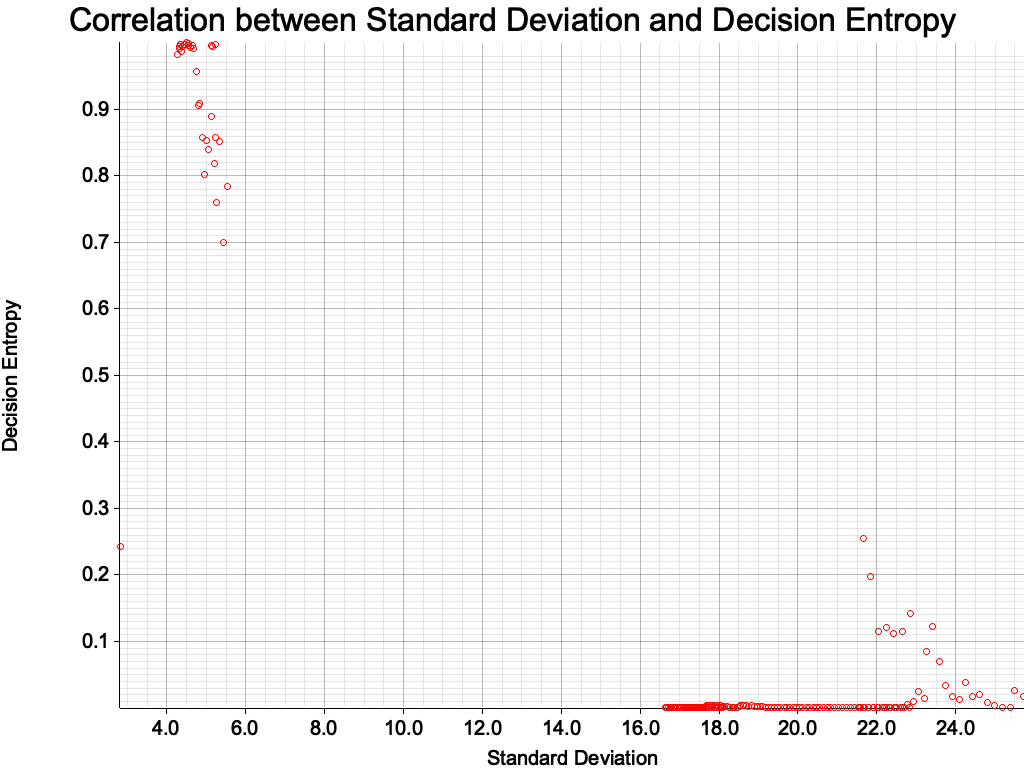 Correlation between Standard Deviation and Decision Entropy
Decision Entropy
0.9
0.8
0.7
0.6
0.5
0.4
0.3
0.2
0.1
4.0 6.0 8.0 10.0 12.0 14.0 16.0 18.0 20.0 22.0 24.0
Standard Deviation